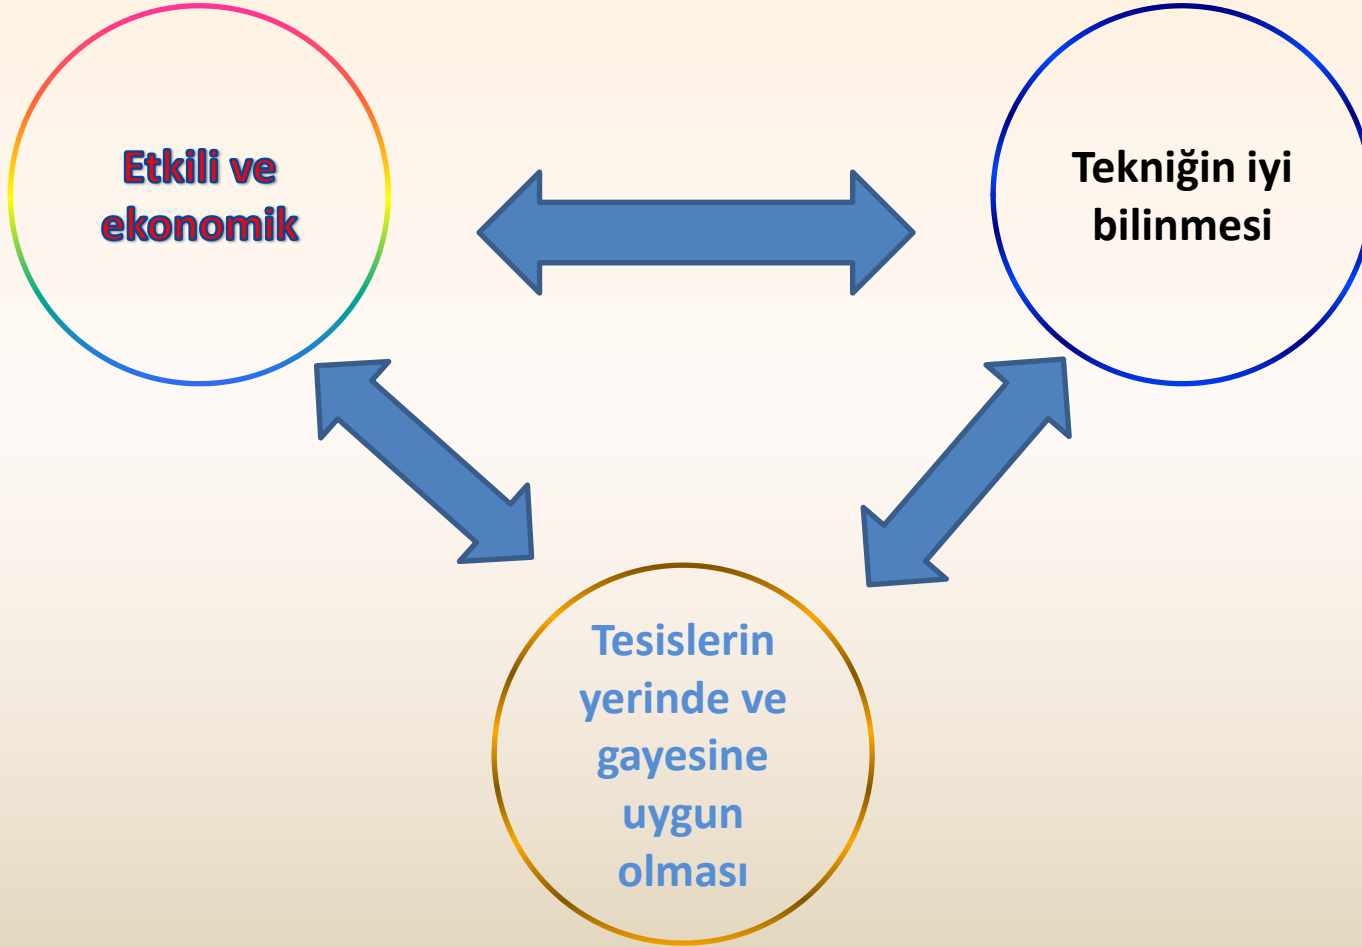 Etkili ve
ekonomik
Tekniğin iyi
bilinmesi
Tesislerin
yerinde ve
gayesine
uygun
olması